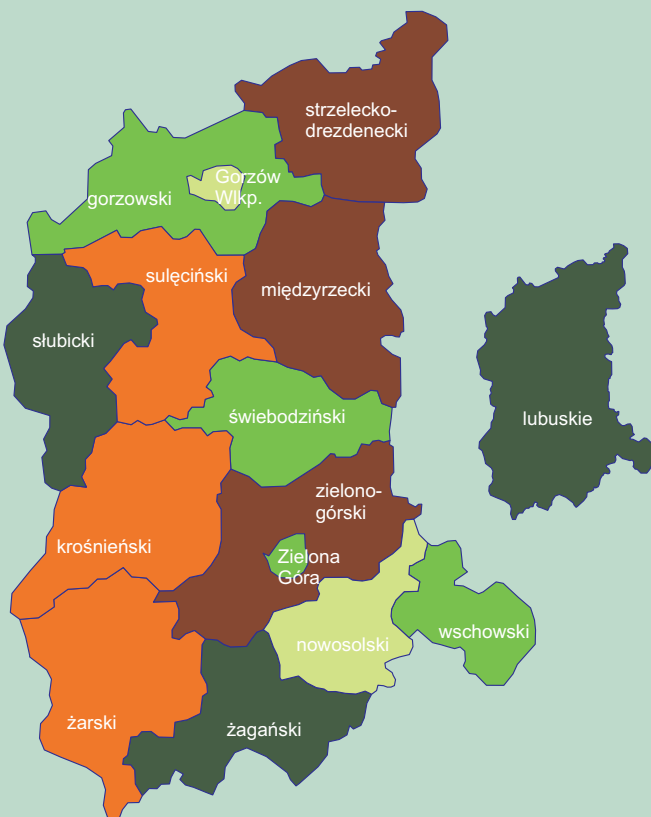 strzelecko-
drezdenecki
Gorzów
Wlkp.
gorzowski
sulęciński
międzyrzecki
słubicki
świebodziński
lubuskie
zielono-
górski
krośnieński
Zielona
Góra
nowosolski
wschowski
żarski
żagański